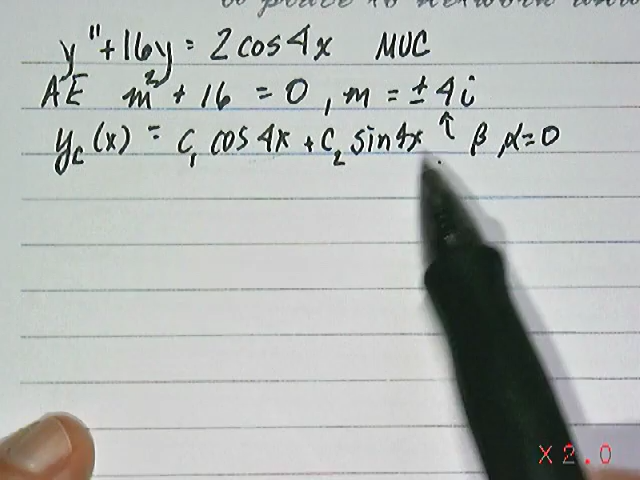 y" + 16y = 2 cos 4x MUC
AE m² + 16 = 0 , m = ± 4i
y_c(x) = c₁ cos 4x + c₂ sin 4x ↑ β α = 0
X2.0